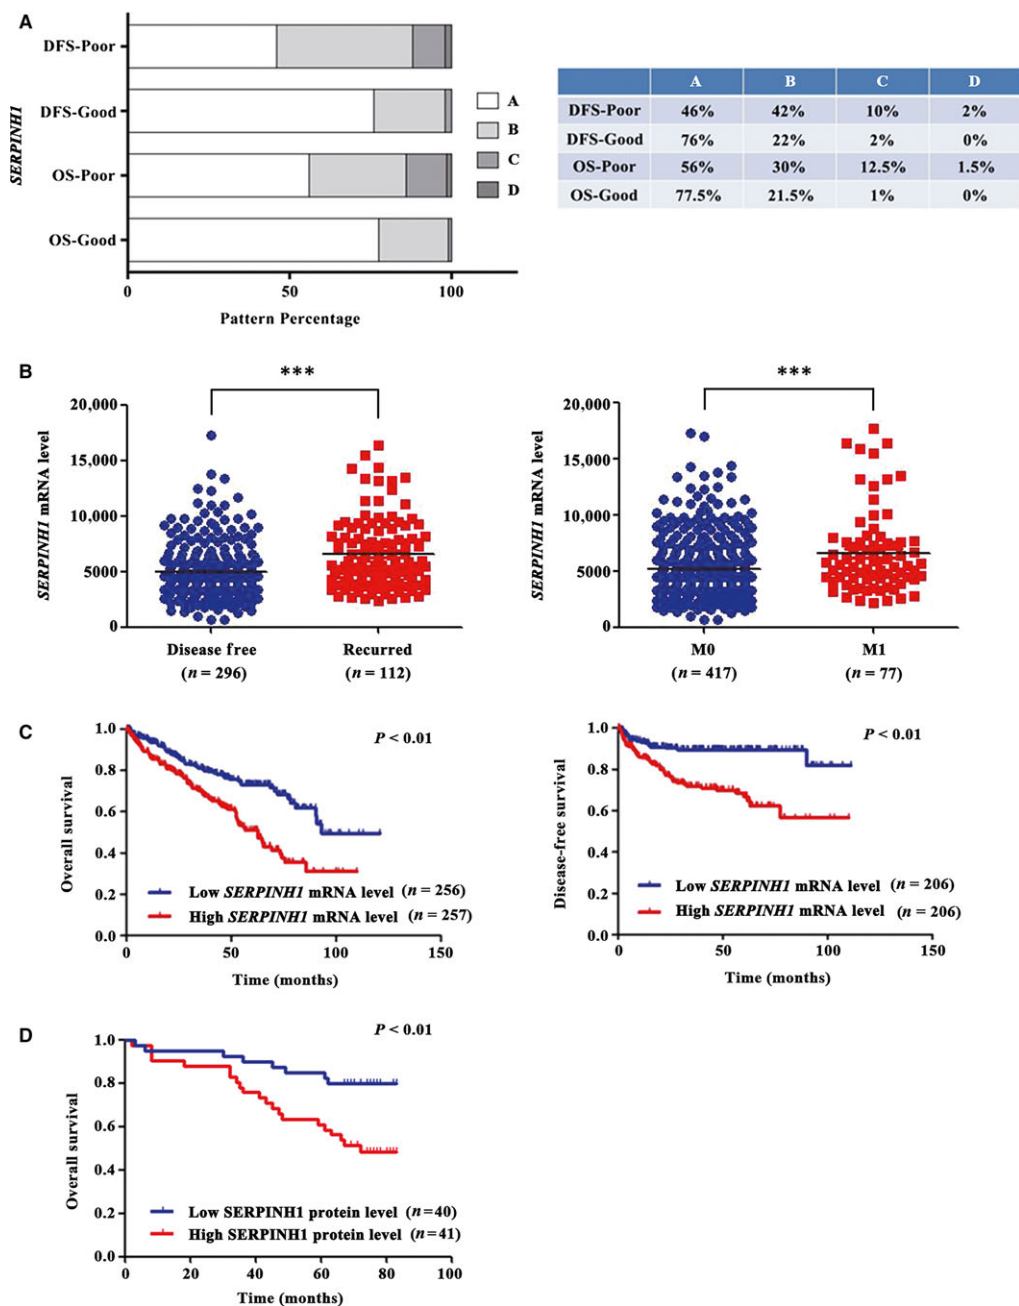 A
SERPINH1
DFS-Poor
DFS-Good
OS-Poor
OS-Good
0 50 100
Pattern Percentage
A
B
C
D
A B C D
DFS-Poor 46% 42% 10% 2%
DFS-Good 76% 22% 2% 0%
OS-Poor 56% 30% 12.5% 1.5%
OS-Good 77.5% 21.5% 1% 0%
B
SERPINH1 mRNA level
20,000
15,000
10,000
5000
0
***
Disease free Recurred
(n = 296) (n = 112)
SERPINH1 mRNA level
20,000
15,000
10,000
5000
0
***
M0 M1
(n = 417) (n = 77)
C
Overall survival
1.0
0.8
0.6
0.4
0.2
0.0
P < 0.01
Low SERPINH1 mRNA level (n = 256)
High SERPINH1 mRNA level (n = 257)
0 50 100 150
Time (months)
Disease-free survival
1.0
0.8
0.6
0.4
0.2
0.0
P < 0.01
Low SERPINH1 mRNA level (n = 206)
High SERPINH1 mRNA level (n = 206)
0 50 100 150
Time (months)
D
Overall survival
1.0
0.8
0.6
0.4
0.2
0.0
P < 0.01
Low SERPINH1 protein level (n=40)
High SERPINH1 protein level (n=41)
0 20 40 60 80 100
Time (months)